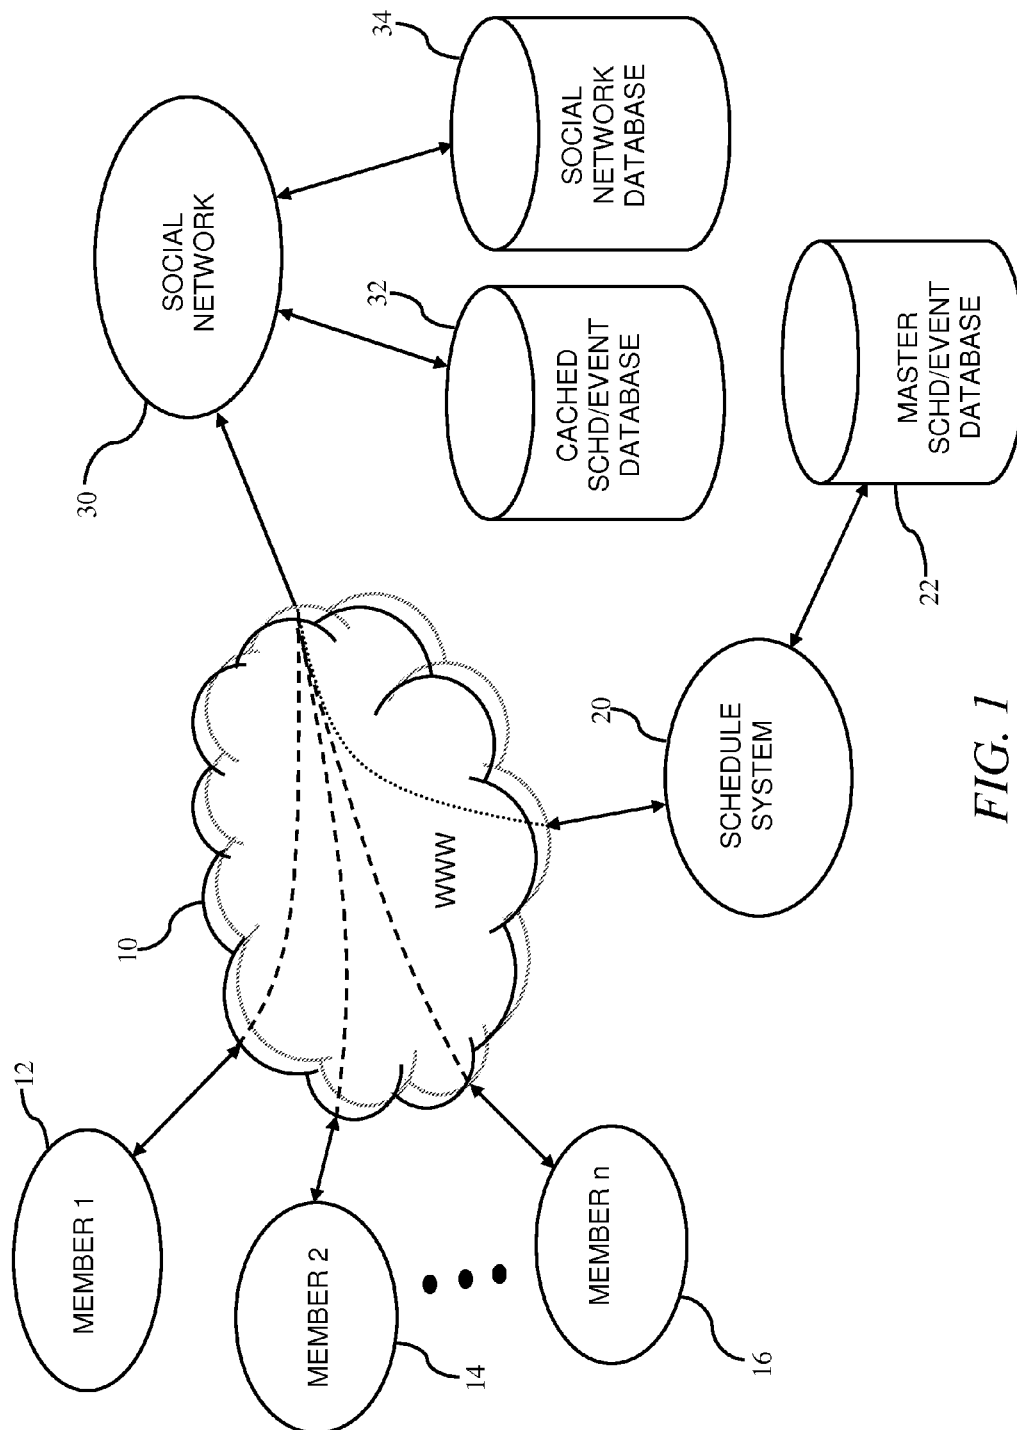 12
MEMBER 1
14
MEMBER 2
16
MEMBER n
10
WWW
30
SOCIAL
NETWORK
32
CACHED
SCHD/EVENT
DATABASE
34
SOCIAL
NETWORK
DATABASE
20
SCHEDULE
SYSTEM
22
MASTER
SCHD/EVENT
DATABASE
FIG. 1